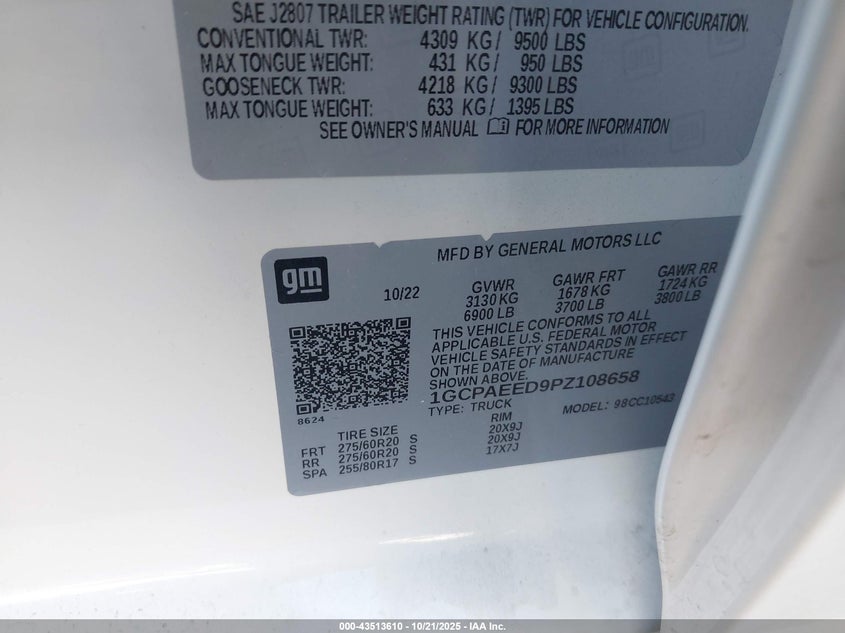 SAE J2807 TRAILER WEIGHT RATING (TWR) FOR VEHICLE CONFIGURATION.
CONVENTIONAL TWR: 4309 KG / 9500 LBS
MAX TONGUE WEIGHT: 431 KG / 950 LBS
GOOSENECK TWR: 4218 KG / 9300 LBS
MAX TONGUE WEIGHT: 633 KG / 1395 LBS
SEE OWNER'S MANUAL FOR MORE INFORMATION
MFD BY GENERAL MOTORS LLC
gm
10/22
GVWR GAWR FRT GAWR RR
3130 KG 1678 KG 1724 KG
6900 LB 3700 LB 3800 LB
THIS VEHICLE CONFORMS TO ALL
APPLICABLE U.S. FEDERAL MOTOR
VEHICLE SAFETY STANDARDS IN EFFECT
ON THE DATE OF MANUFACTURE
SHOWN ABOVE.
1GCPAEED9PZ108658
TYPE: TRUCK MODEL: 98CC10543
8624
TIRE SIZE RIM
FRT 275/60R20 S 20X9J
RR 275/60R20 S 20X9J
SPA 255/80R17 S 17X7J
000-43513610 - 10/21/2025 - IAA Inc.